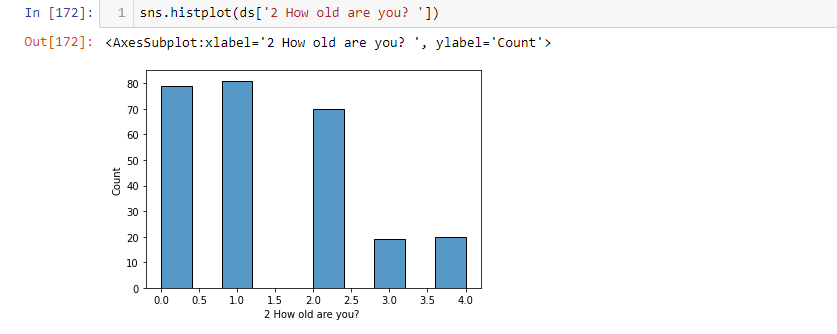 In [172]: 1 sns.histplot(ds['2 How old are you? '])
Out[172]: <AxesSubplot:xlabel='2 How old are you? ', ylabel='Count'>
80
70
60
50
40
30
20
10
0
Count
0.0 0.5 1.0 1.5 2.0 2.5 3.0 3.5 4.0
2 How old are you?